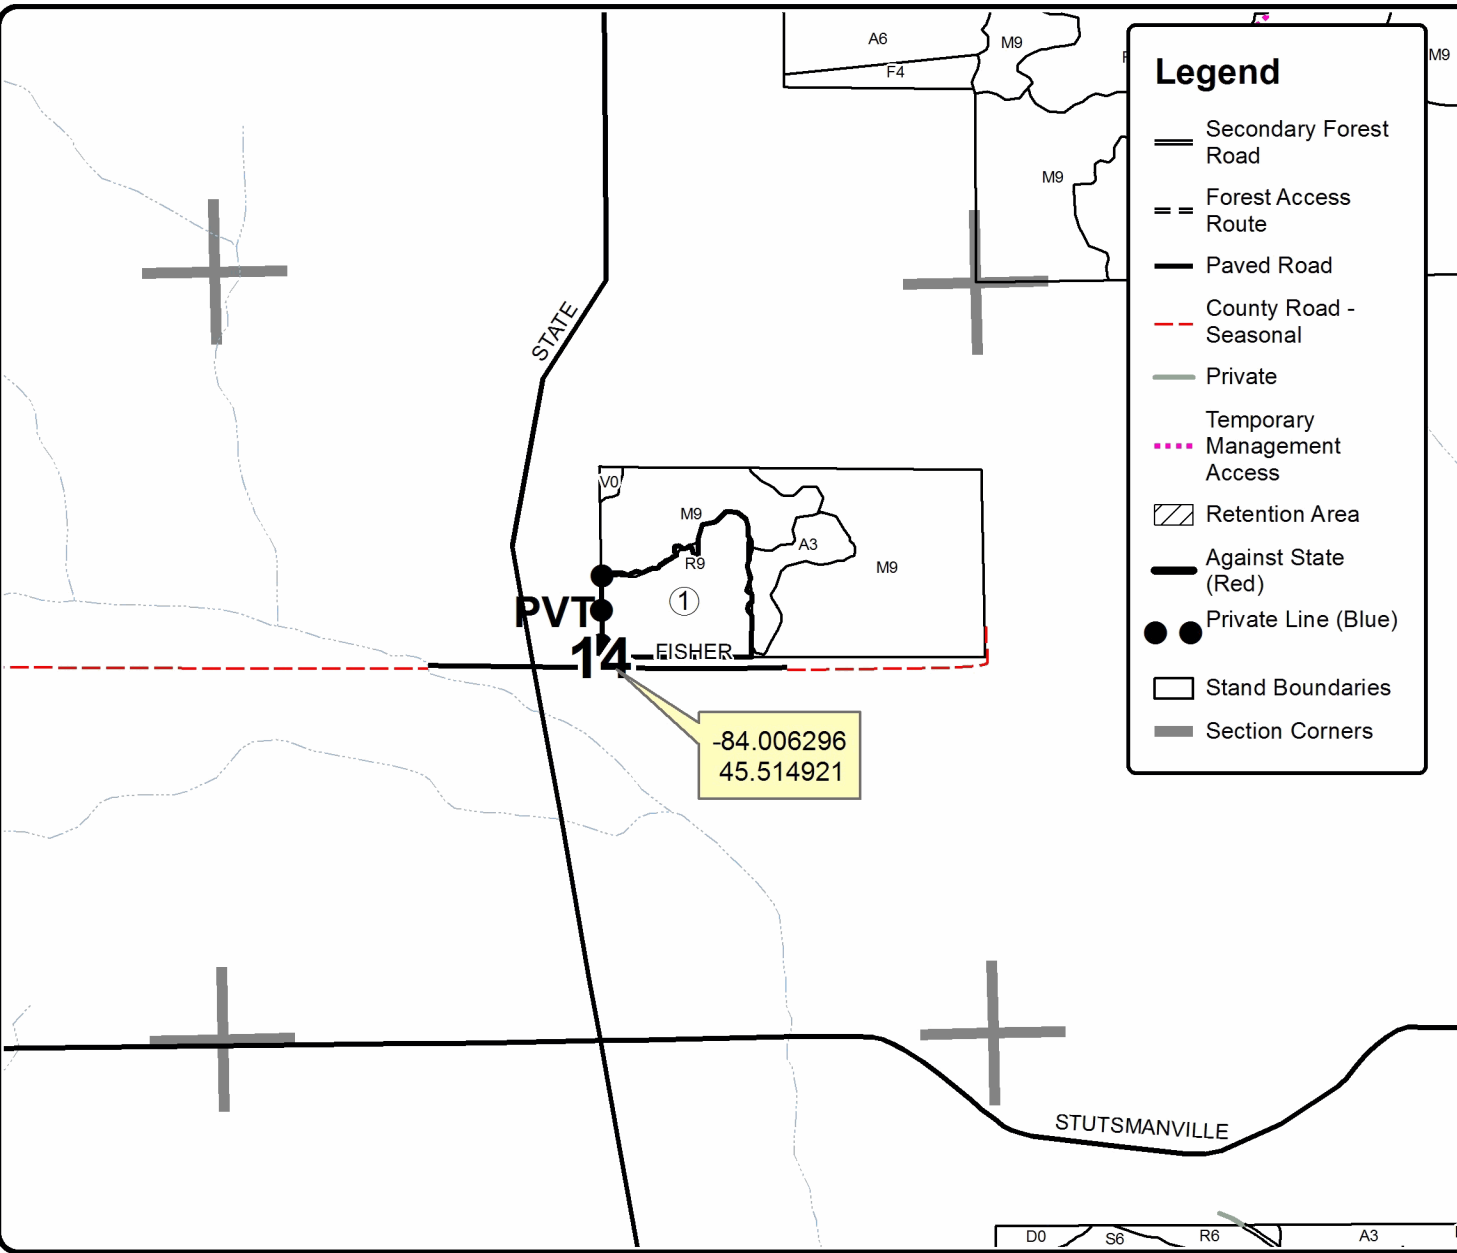 A6
M9
F4
M9
M9
Legend
Secondary Forest
Road
Forest Access
Route
Paved Road
County Road -
Seasonal
Private
Temporary
Management
Access
Retention Area
Against State
(Red)
Private Line (Blue)
Stand Boundaries
Section Corners
STATE
V0
M9
R9
A3
M9
1
PVT
14
FISHER
-84.006296
45.514921
STUTSMANVILLE
D0
S6
R6
A3